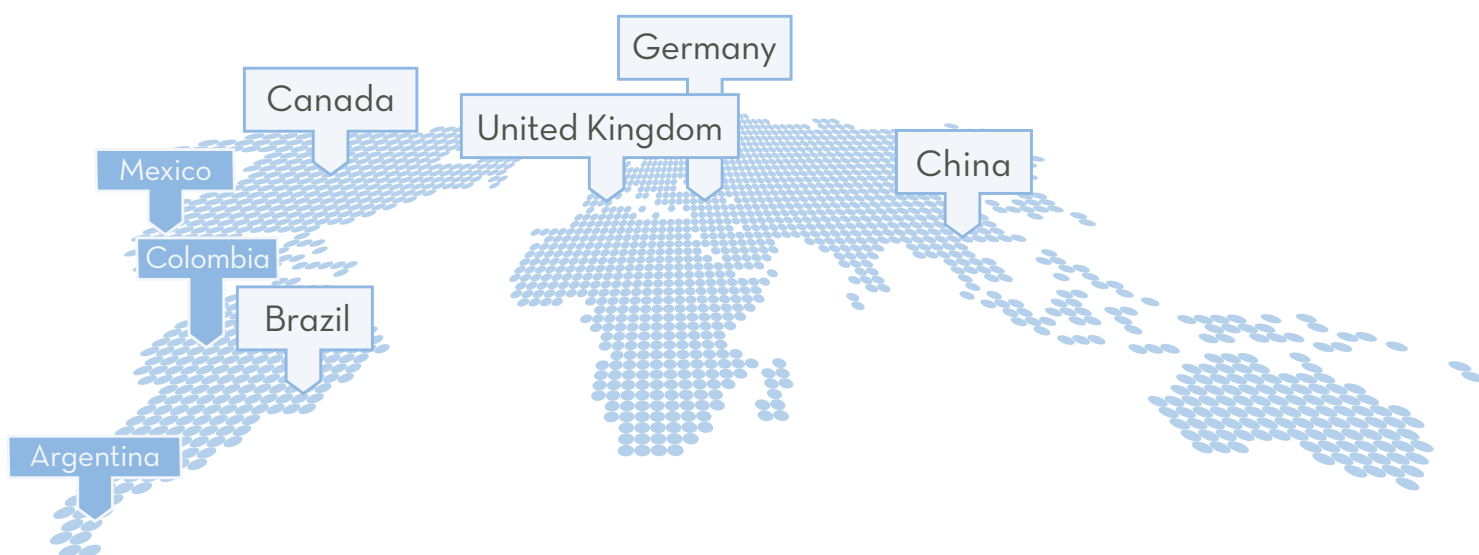 Germany
Canada
United Kingdom
China
Mexico
Colombia
Brazil
Argentina